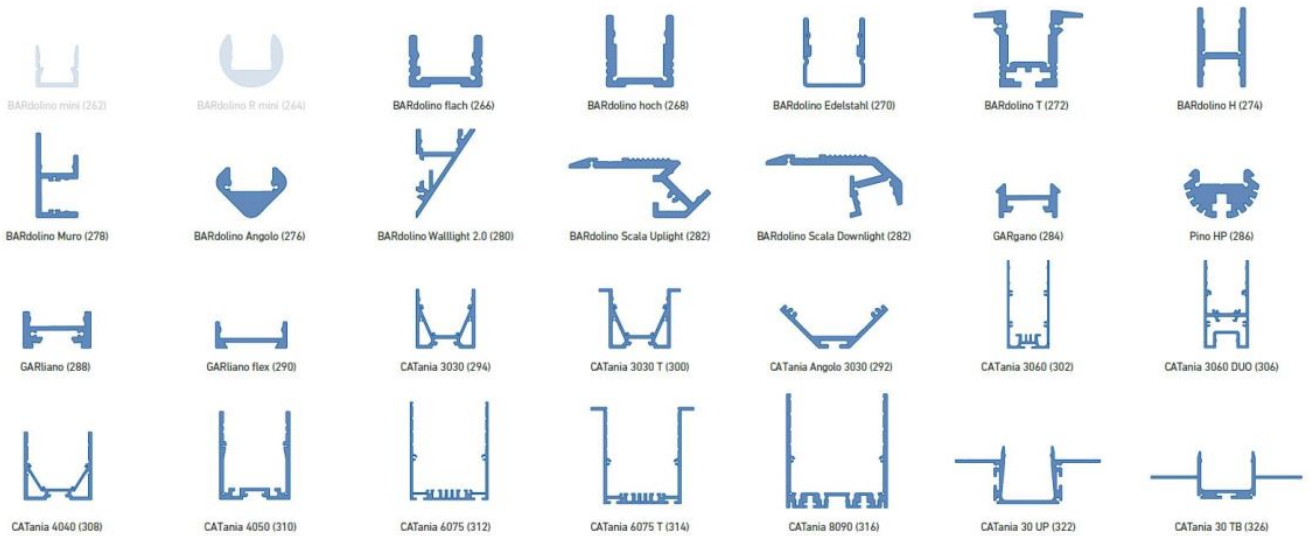 BARdolino mini (262)
BARdolino R mini (264)
BARdolino flach (266)
BARdolino hoch (268)
BARdolino Edelstahl (270)
BARdolino T (272)
BARdolino H (274)
BARdolino Muro (278)
BARdolino Angolo (276)
BARdolino Walllight 2.0 (280)
BARdolino Scala Uplight (282)
BARdolino Scala Downlight (282)
GARgano (284)
Pino HP (286)
GARliano (288)
GARliano flex (290)
CATania 3030 (294)
CATania 3030 T (300)
CATania Angolo 3030 (292)
CATania 3060 (302)
CATania 3060 DUO (306)
CATania 4040 (308)
CATania 4050 (310)
CATania 6075 (312)
CATania 6075 T (314)
CATania 8090 (316)
CATania 30 UP (322)
CATania 30 TB (326)